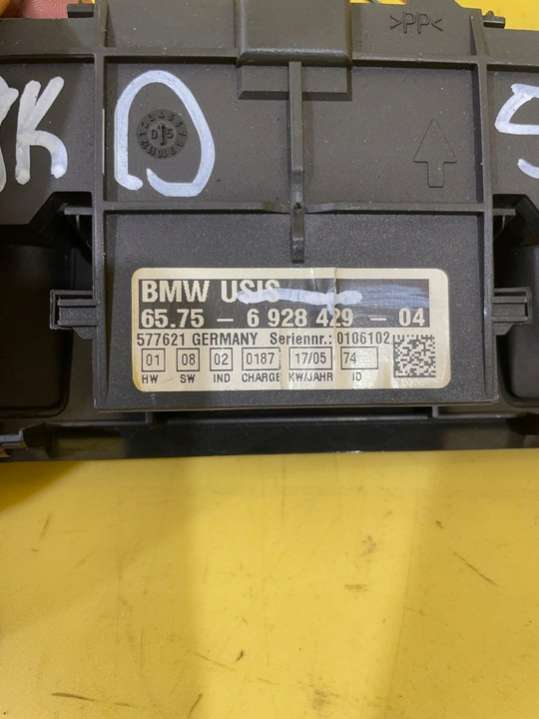 >PP<
05
BMW USIS
65.75 - 6 928 429 - 04
577621 GERMANY Seriennr.: 0106102
01 08 02 0187 17/05 74
HW SW IND CHARGE KW/JAHR ID